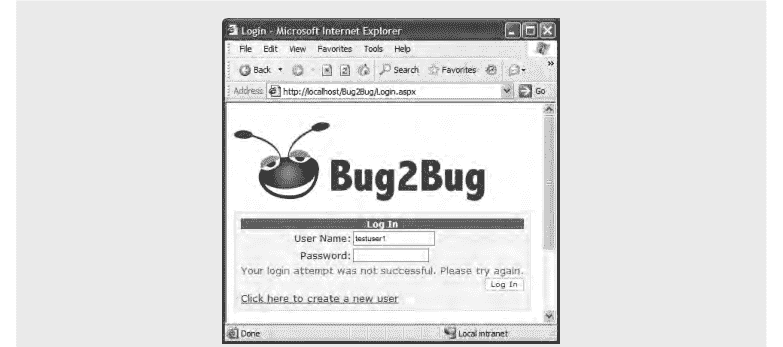 Login - Microsoft Internet Explorer
File Edit View Favorites Tools Help
Back Search Favorites
Address http://localhost/Bug2Bug/Login.aspx Go
Bug2Bug
Log In
User Name: testuser1
Password:
Your login attempt was not successful. Please try again.
Log In
Click here to create a new user
Done Local intranet